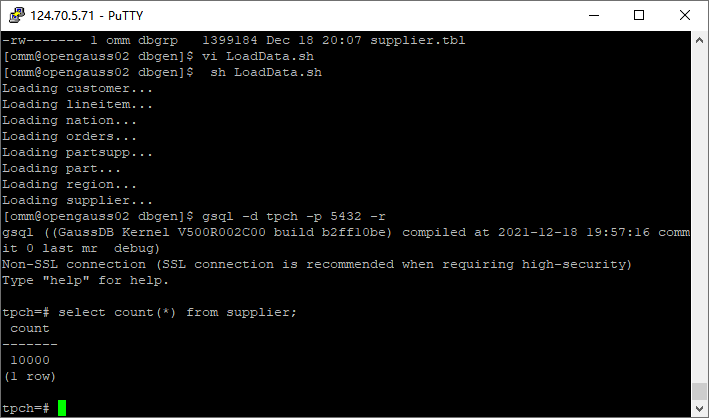 124.70.5.71 - PuTTY
-rw------- 1 omm dbgrp   1399184 Dec 18 20:07 supplier.tbl
[omm@opengauss02 dbgen]$ vi LoadData.sh
[omm@opengauss02 dbgen]$  sh LoadData.sh
Loading customer...
Loading lineitem...
Loading nation...
Loading orders...
Loading partsupp...
Loading part...
Loading region...
Loading supplier...
[omm@opengauss02 dbgen]$ gsql -d tpch -p 5432 -r
gsql ((GaussDB Kernel V500R002C00 build b2ff10be) compiled at 2021-12-18 19:57:16 comm
it 0 last mr  debug)
Non-SSL connection (SSL connection is recommended when requiring high-security)
Type "help" for help.
tpch=# select count(*) from supplier;
 count
-------
 10000
(1 row)
tpch=#